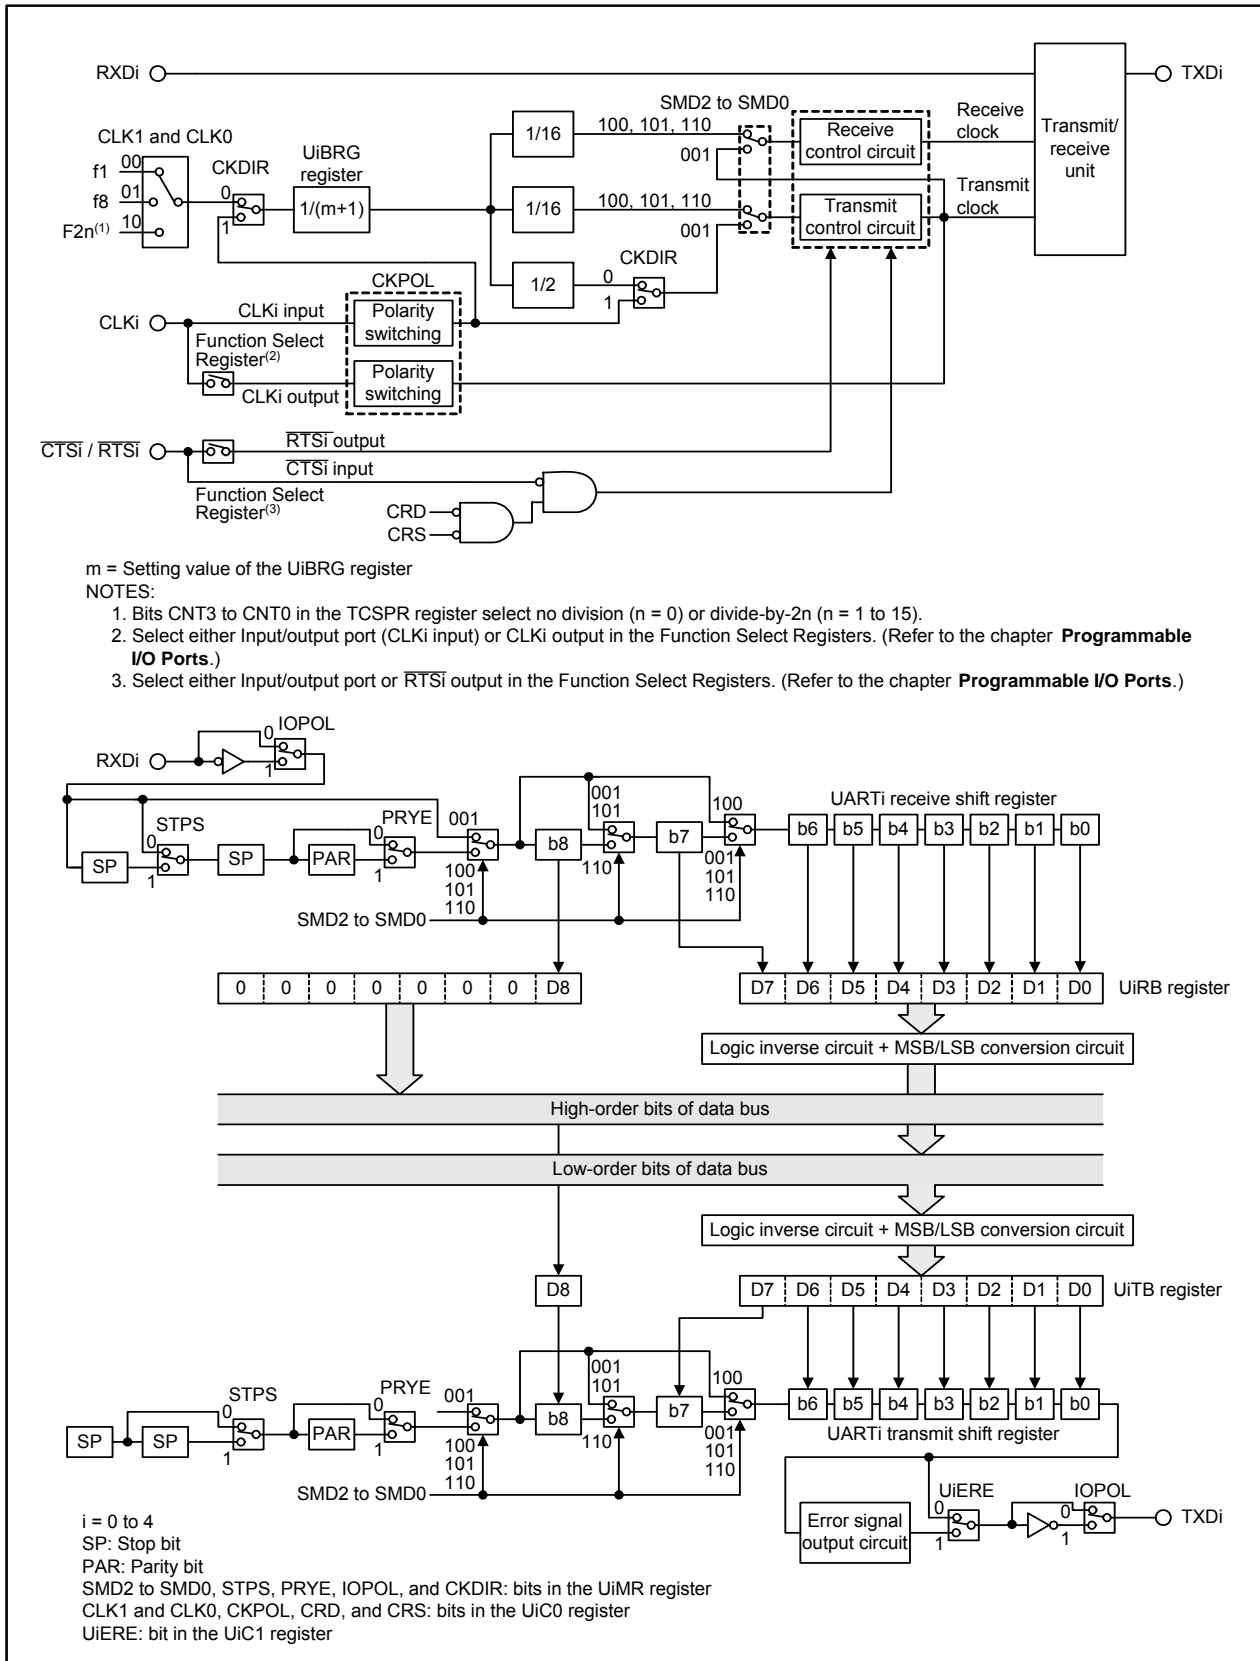 RXDi
TXDi
SMD2 to SMD0
CLK1 and CLK0
f1
00
f8
01
F2n(1)
10
CKDIR
0
1
UiBRG
register
1/(m+1)
1/16
100, 101, 110
001
1/16
100, 101, 110
001
1/2
CKDIR
0
1
Receive
control circuit
Transmit
control circuit
Receive
clock
Transmit
clock
Transmit/
receive
unit
CKPOL
CLKi
CLKi input
Polarity
switching
Function Select
Register(2)
CLKi output
Polarity
switching
CTSi / RTSi
RTSi output
CTSi input
Function Select
Register(3)
CRD
CRS
m = Setting value of the UiBRG register
NOTES:
1. Bits CNT3 to CNT0 in the TCSPR register select no division (n = 0) or divide-by-2n (n = 1 to 15).
2. Select either Input/output port (CLKi input) or CLKi output in the Function Select Registers. (Refer to the chapter Programmable
I/O Ports.)
3. Select either Input/output port or RTSi output in the Function Select Registers. (Refer to the chapter Programmable I/O Ports.)
RXDi
IOPOL
0
1
SP
STPS
0
1
SP
PAR
PRYE
0
1
001
100
101
110
b8
001
101
110
b7
100
001
101
110
SMD2 to SMD0
UARTi receive shift register
b6 b5 b4 b3 b2 b1 b0
0 0 0 0 0 0 0 D8
D7 D6 D5 D4 D3 D2 D1 D0
UiRB register
Logic inverse circuit + MSB/LSB conversion circuit
High-order bits of data bus
Low-order bits of data bus
Logic inverse circuit + MSB/LSB conversion circuit
D8
D7 D6 D5 D4 D3 D2 D1 D0
UiTB register
SP
SP
STPS
0
1
PAR
PRYE
0
1
001
100
101
110
b8
001
101
110
b7
100
001
101
110
SMD2 to SMD0
b6 b5 b4 b3 b2 b1 b0
UARTi transmit shift register
Error signal
output circuit
UiERE
0
1
IOPOL
0
1
TXDi
i = 0 to 4
SP: Stop bit
PAR: Parity bit
SMD2 to SMD0, STPS, PRYE, IOPOL, and CKDIR: bits in the UiMR register
CLK1 and CLK0, CKPOL, CRD, and CRS: bits in the UiC0 register
UiERE: bit in the UiC1 register